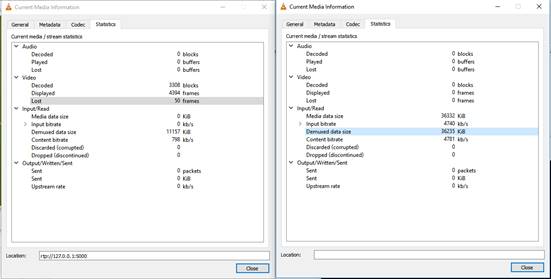 Current Media Information
General Metadata Codec Statistics
Current media / stream statistics
Audio
Decoded 0 blocks
Played 0 buffers
Lost 0 buffers
Video
Decoded 3308 blocks
Displayed 4394 frames
Lost 50 frames
Input/Read
Media data size 0 KiB
Input bitrate 0 kb/s
Demuxed data size 11157 KiB
Content bitrate 798 kb/s
Discarded (corrupted) 0
Dropped (discontinued) 0
Output/Written/Sent
Sent 0 packets
Sent 0 KiB
Upstream rate 0 kb/s
Location: rtp://127.0.0.1:5000
Close
Current Media Information
General Metadata Codec Statistics
Current media / stream statistics
Audio
Decoded 0 blocks
Played 0 buffers
Lost 0 buffers
Video
Decoded 0 blocks
Displayed 0 frames
Lost 0 frames
Input/Read
Media data size 36332 KiB
Input bitrate 4740 kb/s
Demuxed data size 36235 KiB
Content bitrate 4781 kb/s
Discarded (corrupted) 0
Dropped (discontinued) 0
Output/Written/Sent
Sent 0 packets
Sent 0 KiB
Upstream rate 0 kb/s
Location:
Close